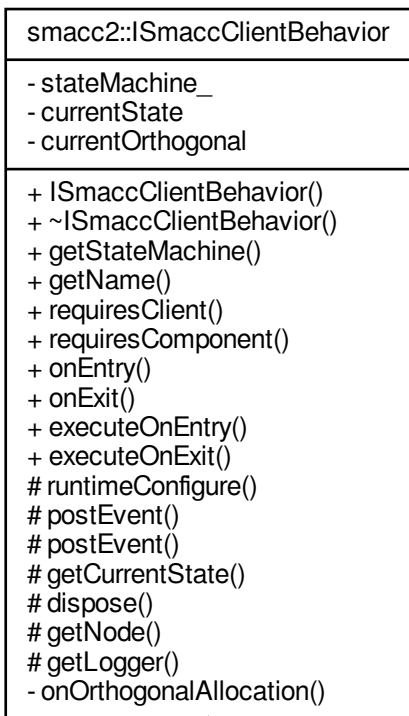 smacc2::ISmaccClientBehavior
- stateMachine_
- currentState
- currentOrthogonal
+ ISmaccClientBehavior()
+ ~ISmaccClientBehavior()
+ getStateMachine()
+ getName()
+ requiresClient()
+ requiresComponent()
+ onEntry()
+ onExit()
+ executeOnEntry()
+ executeOnExit()
# runtimeConfigure()
# postEvent()
# postEvent()
# getCurrentState()
# dispose()
# getNode()
# getLogger()
- onOrthogonalAllocation()